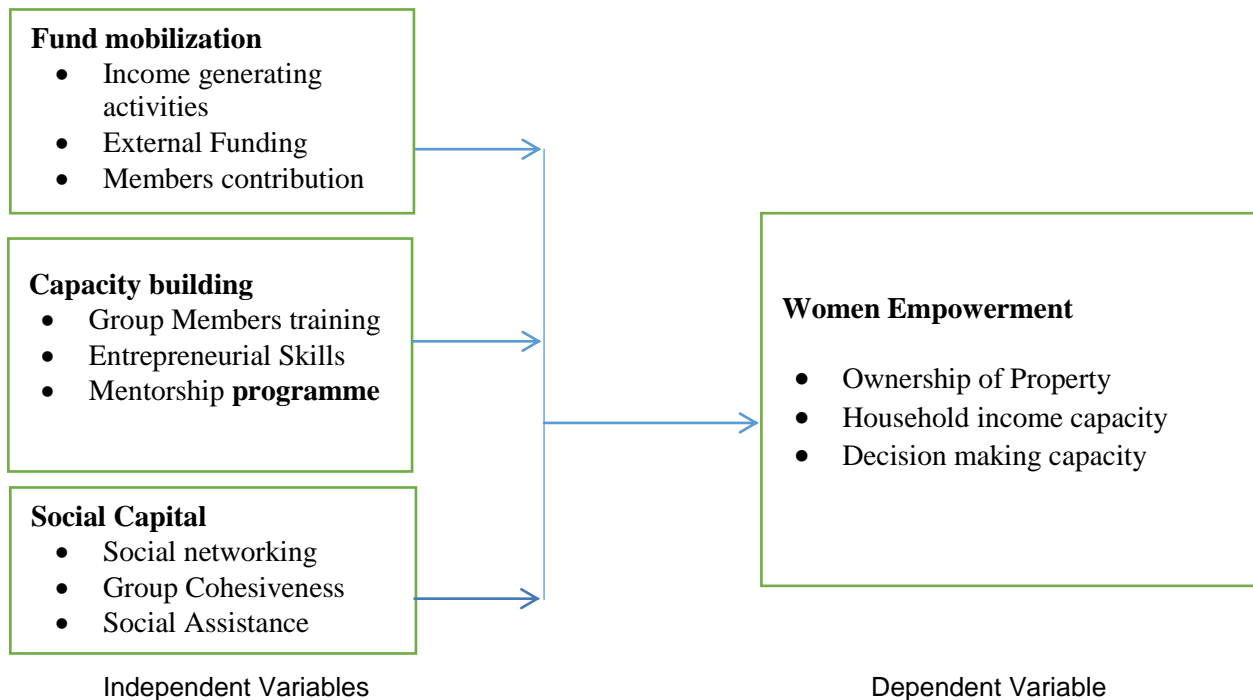 Fund mobilization
• Income generating
activities
• External Funding
• Members contribution
Capacity building
• Group Members training
• Entrepreneurial Skills
• Mentorship programme
Social Capital
• Social networking
• Group Cohesiveness
• Social Assistance
Independent Variables
Women Empowerment
• Ownership of Property
• Household income capacity
• Decision making capacity
Dependent Variable